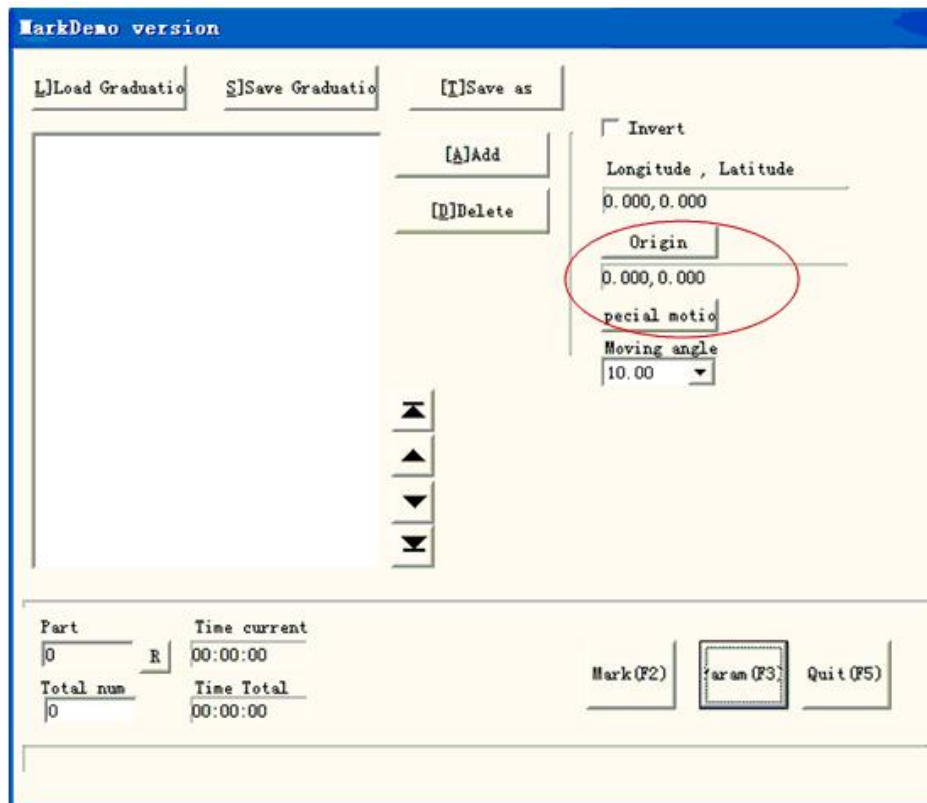 MarkDemo version
[L]Load Graduatio
[S]Save Graduatio
[T]Save as
[A]Add
[D]Delete
Invert
Longitude , Latitude
0.000,0.000
Origin
0.000,0.000
pecial motio
Moving angle
10.00
Part
0
R
Time current
00:00:00
Total num
0
Time Total
00:00:00
Mark(F2)
aram(F3)
Quit(F5)